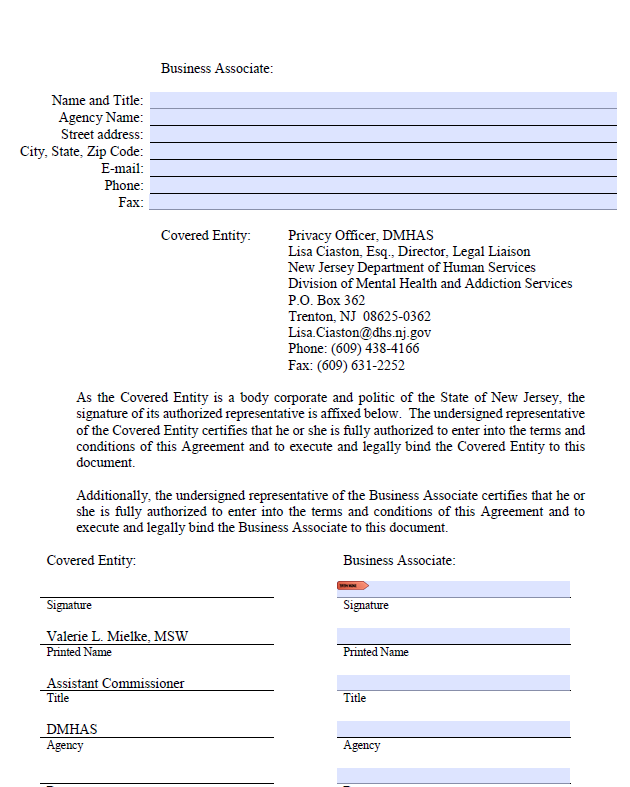 Business Associate:
Name and Title:
Agency Name:
Street address:
City, State, Zip Code:
E-mail:
Phone:
Fax:
Covered Entity: Privacy Officer, DMHAS
Lisa Ciaston, Esq., Director, Legal Liaison
New Jersey Department of Human Services
Division of Mental Health and Addiction Services
P.O. Box 362
Trenton, NJ 08625-0362
Lisa.Ciaston@dhs.nj.gov
Phone: (609) 438-4166
Fax: (609) 631-2252
As the Covered Entity is a body corporate and politic of the State of New Jersey, the
signature of its authorized representative is affixed below. The undersigned representative
of the Covered Entity certifies that he or she is fully authorized to enter into the terms and
conditions of this Agreement and to execute and legally bind the Covered Entity to this
document.
Additionally, the undersigned representative of the Business Associate certifies that he or
she is fully authorized to enter into the terms and conditions of this Agreement and to
execute and legally bind the Business Associate to this document.
Covered Entity: Business Associate:
Signature Signature
Valerie L. Mielke, MSW
Printed Name Printed Name
Assistant Commissioner
Title Title
DMHAS
Agency Agency